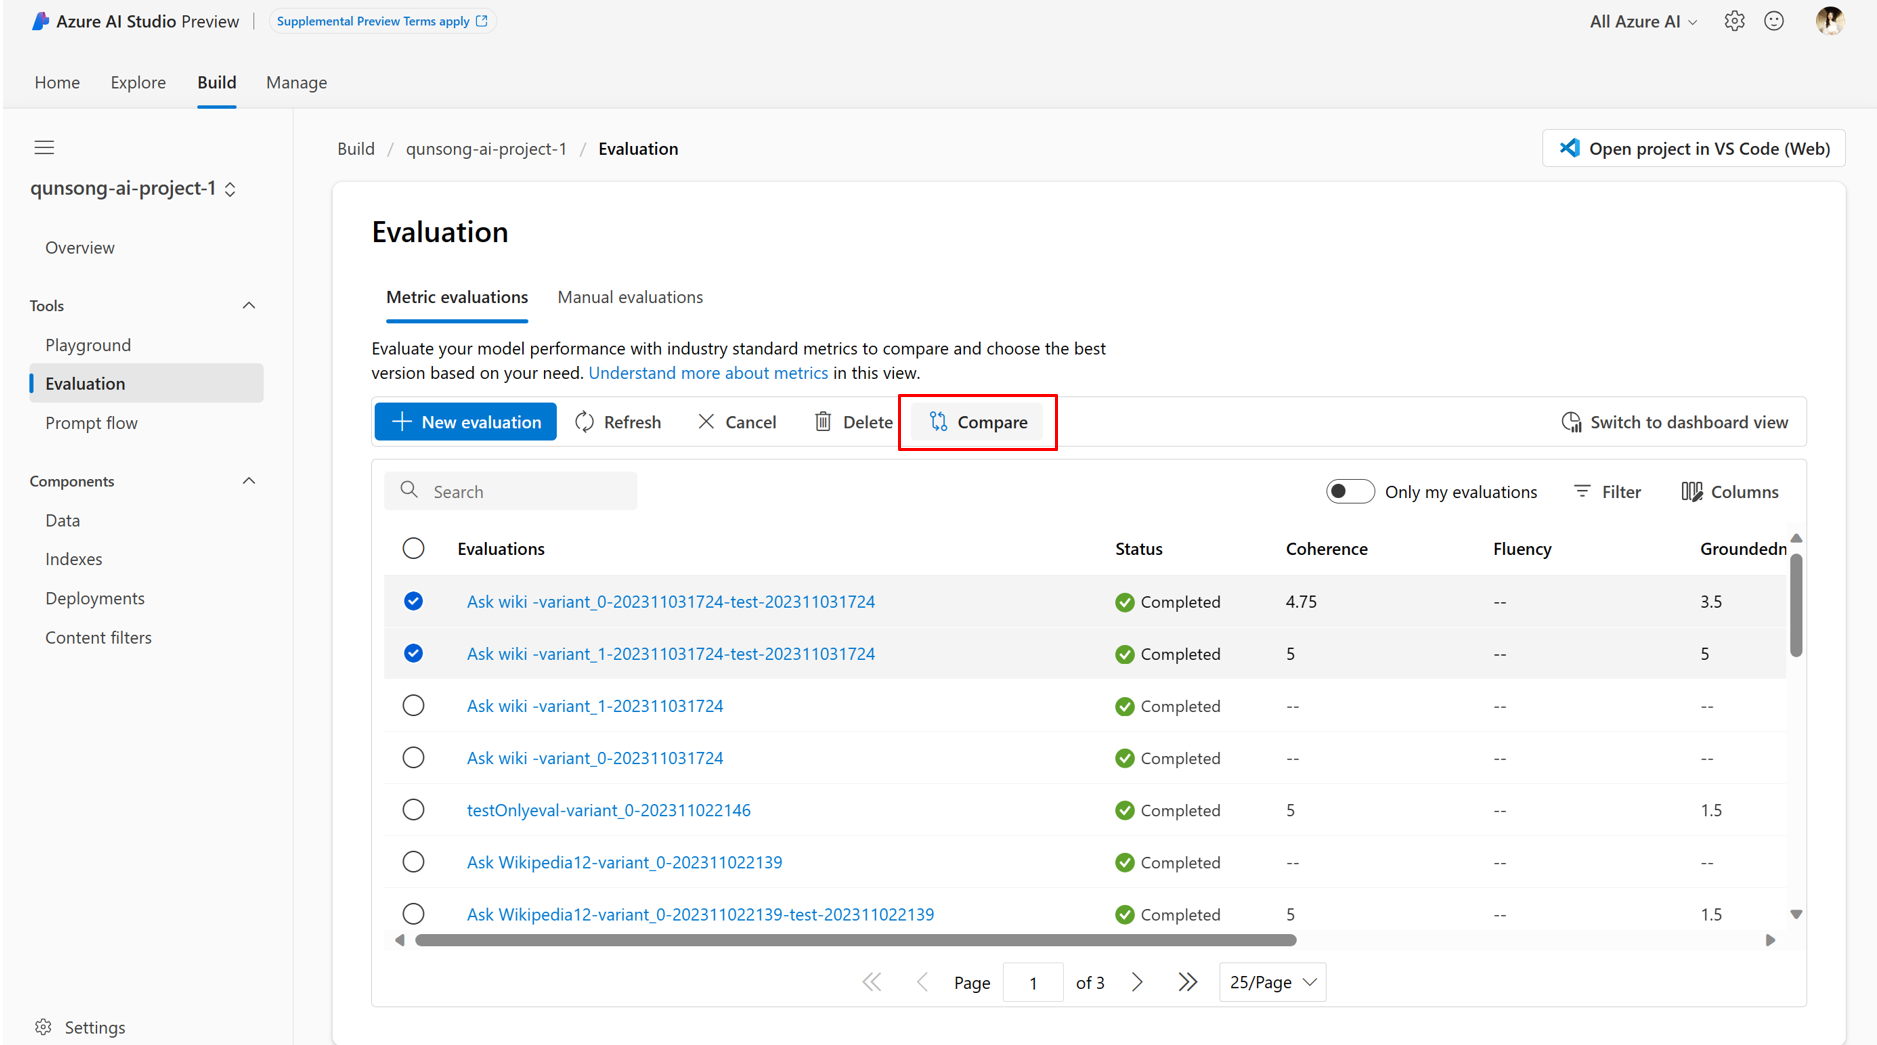 Azure AI Studio Preview
Supplemental Preview Terms apply
All Azure AI
Home
Explore
Build
Manage
qunsong-ai-project-1
Overview
Tools
Playground
Evaluation
Prompt flow
Components
Data
Indexes
Deployments
Content filters
Settings
Build / qunsong-ai-project-1 / Evaluation
Open project in VS Code (Web)
Evaluation
Metric evaluations
Manual evaluations
Evaluate your model performance with industry standard metrics to compare and choose the best
version based on your need. Understand more about metrics in this view.
New evaluation
Refresh
Cancel
Delete
Compare
Switch to dashboard view
Search
Only my evaluations
Filter
Columns
Evaluations Status Coherence Fluency Groundedn
Ask wiki -variant_0-202311031724-test-202311031724 Completed 4.75 -- 3.5
Ask wiki -variant_1-202311031724-test-202311031724 Completed 5 -- 5
Ask wiki -variant_1-202311031724 Completed -- -- --
Ask wiki -variant_0-202311031724 Completed -- -- --
testOnlyeval-variant_0-202311022146 Completed 5 -- 1.5
Ask Wikipedia12-variant_0-202311022139 Completed -- -- --
Ask Wikipedia12-variant_0-202311022139-test-202311022139 Completed 5 -- 1.5
Page 1 of 3
25/Page